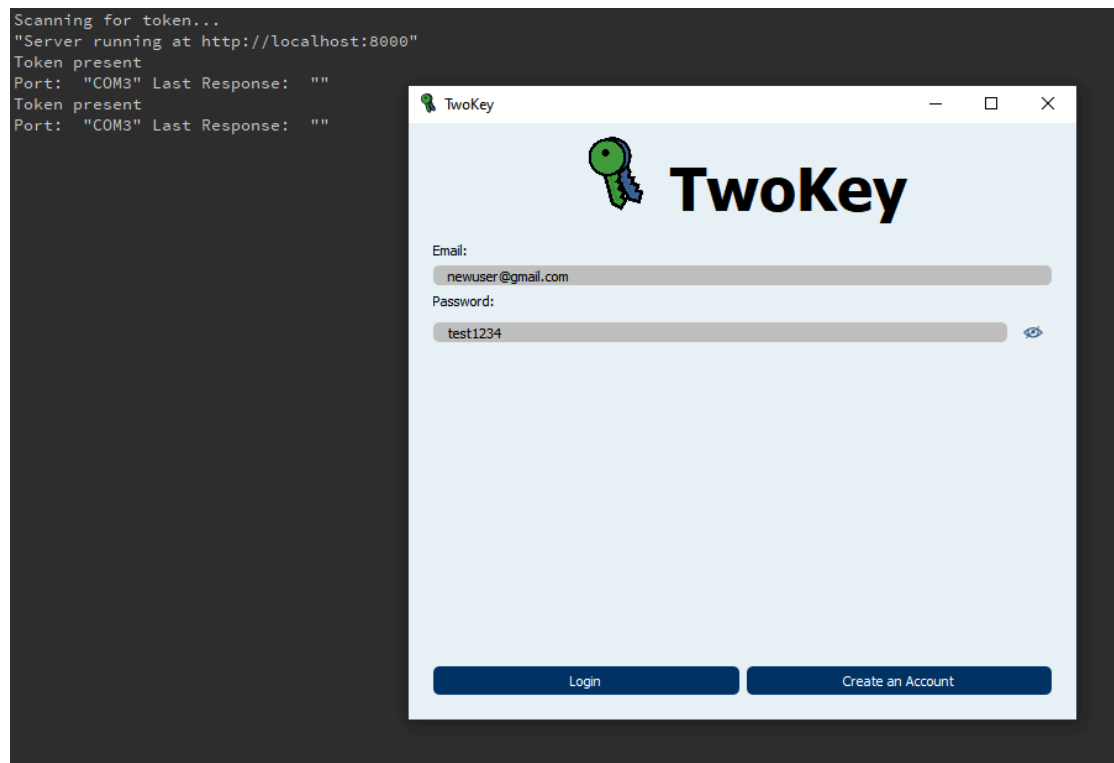 Scanning for token...
"Server running at http://localhost:8000"
Token present
Port:  "COM3" Last Response:  ""
Token present
Port:  "COM3" Last Response:  ""
TwoKey
TwoKey
Email:
newuser@gmail.com
Password:
test1234
Login
Create an Account